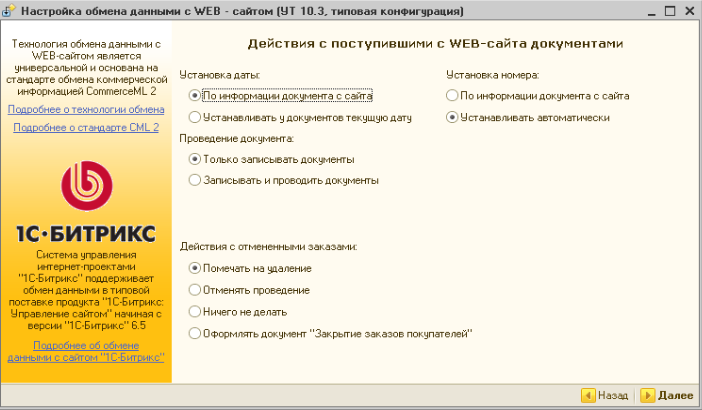 Настройка обмена данными с WEB - сайтом (УТ 10.3, типовая конфигурация)
Технология обмена данными с
WEB-сайтом является
универсальной и основана на
стандарте обмена коммерческой
информацией CommerceML 2
Подробнее о технологии обмена
Подробнее о стандарте CML 2
1С·БИТРИКС
Система управления
интернет-проектами
"1С-Битрикс" поддерживает
обмен данными в типовой
поставке продукта "1С-Битрикс:
Управление сайтом" начиная с
версии "1С-Битрикс" 6.5
Подробнее об обмене
данными с сайтом "1С-Битрикс"
Действия с поступившими с WEB-сайта документами
Установка даты:
По информации документа с сайта
Устанавливать у документов текущую дату
Установка номера:
По информации документа с сайта
Устанавливать автоматически
Проведение документа:
Только записывать документы
Записывать и проводить документы
Действия с отмененными заказами:
Помечать на удаление
Отменять проведение
Ничего не делать
Оформлять документ "Закрытие заказов покупателей"
Назад
Далее